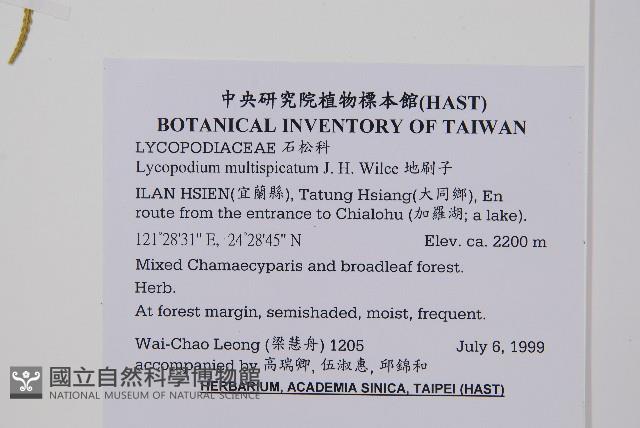 中央研究院植物標本館(HAST)
BOTANICAL INVENTORY OF TAIWAN
LYCOPODIACEAE 石松科
Lycopodium multispicatum J. H. Wilce 地刷子
ILAN HSIEN(宜蘭縣), Tatung Hsiang(大同鄉), En
route from the entrance to Chialohu (加羅湖; a lake).
121°28'31" E, 24°28'45" N Elev. ca. 2200 m
Mixed Chamaecyparis and broadleaf forest.
Herb.
At forest margin, semishaded, moist, frequent.
Wai-Chao Leong (梁慧舟) 1205 July 6, 1999
accompanied by 高瑞卿, 伍淑惠, 邱錦和
HERBARIUM, ACADEMIA SINICA, TAIPEI (HAST)
國立自然科學博物館
NATIONAL MUSEUM OF NATURAL SCIENCE